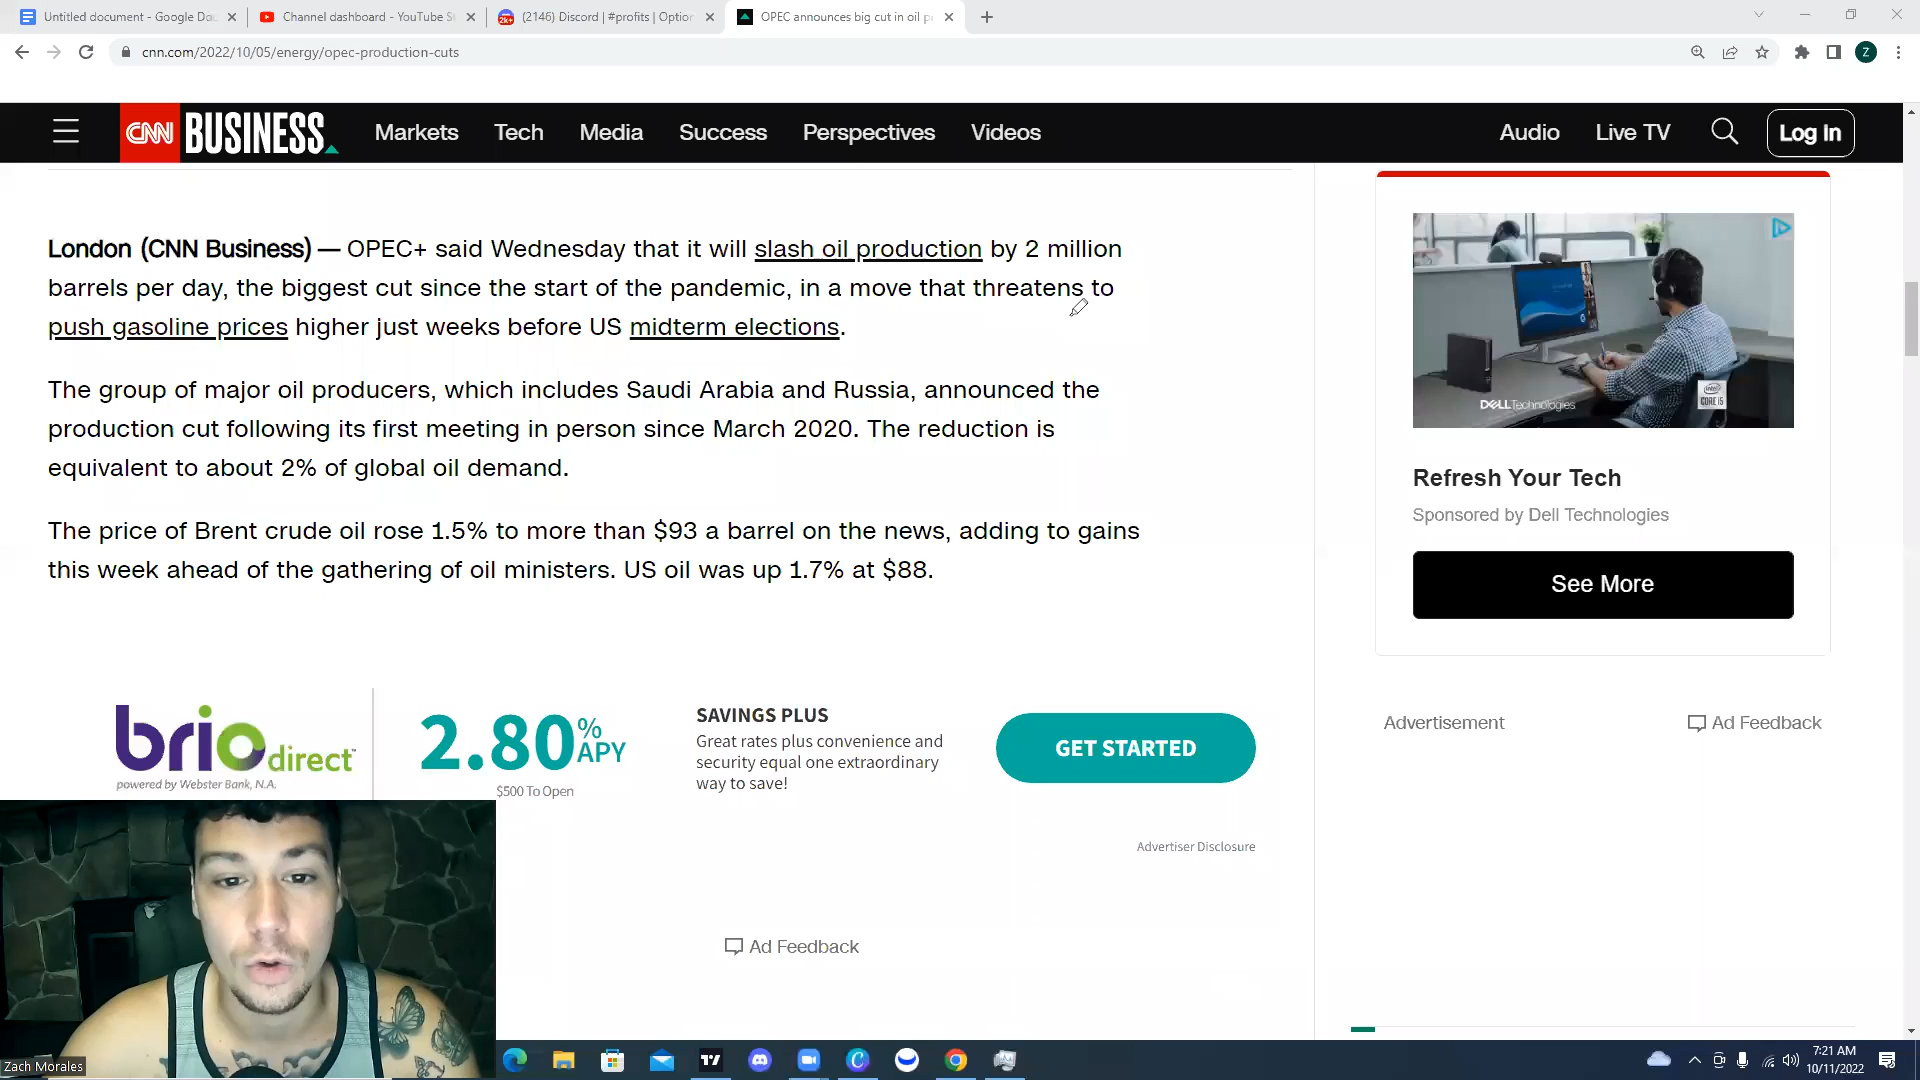 Untitled document - Google Do
Channel dashboard - YouTube S
(2146) Discord | #profits | Option
OPEC announces big cut in oil p
cnn.com/2022/10/05/energy/opec-production-cuts
Z
CNN BUSINESS
Markets
Tech
Media
Success
Perspectives
Videos
Audio
Live TV
Log In
London (CNN Business) — OPEC+ said Wednesday that it will slash oil production by 2 million
barrels per day, the biggest cut since the start of the pandemic, in a move that threatens to
push gasoline prices higher just weeks before US midterm elections.
The group of major oil producers, which includes Saudi Arabia and Russia, announced the
production cut following its first meeting in person since March 2020. The reduction is
equivalent to about 2% of global oil demand.
The price of Brent crude oil rose 1.5% to more than $93 a barrel on the news, adding to gains
this week ahead of the gathering of oil ministers. US oil was up 1.7% at $88.
DELL Technologies
intel
CORE i5
Refresh Your Tech
Sponsored by Dell Technologies
See More
Advertisement
Ad Feedback
brio direct™
powered by Webster Bank, N.A.
2.80% APY
$500 To Open
SAVINGS PLUS
Great rates plus convenience and
security equal one extraordinary
way to save!
GET STARTED
Advertiser Disclosure
Ad Feedback
Zach Morales
7:21 AM
10/11/2022